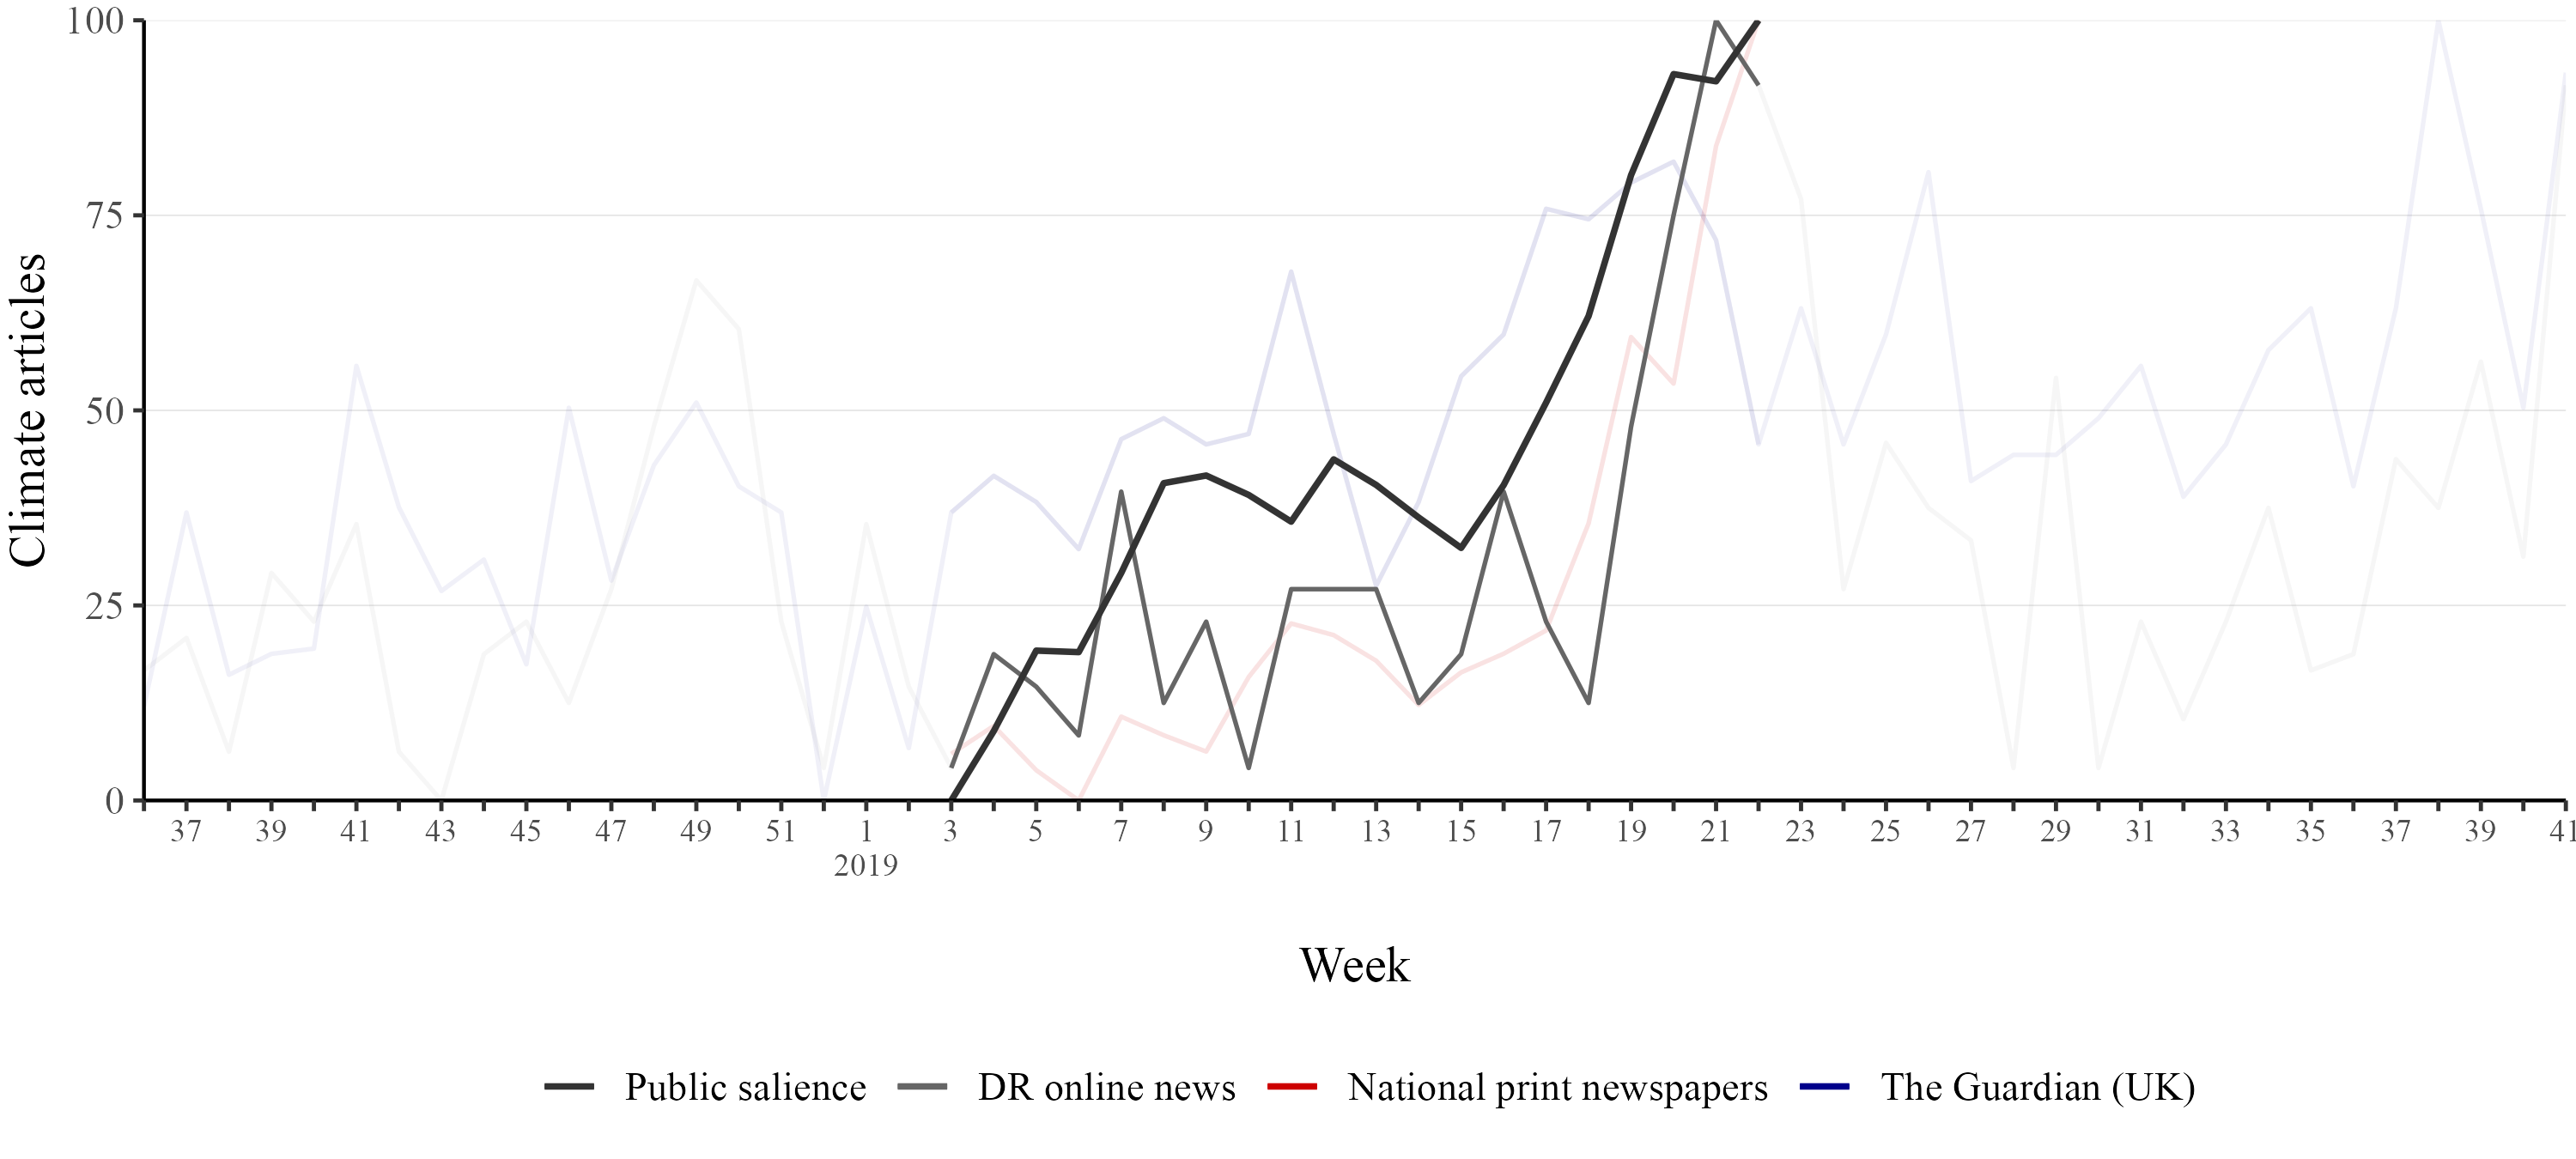 Climate articles
100
75
50
25
0
37 39 41 43 45 47 49 51 1 3 5 7 9 11 13 15 17 19 21 23 25 27 29 31 33 35 37 39 41
2019
Week
Public salience DR online news National print newspapers The Guardian (UK)